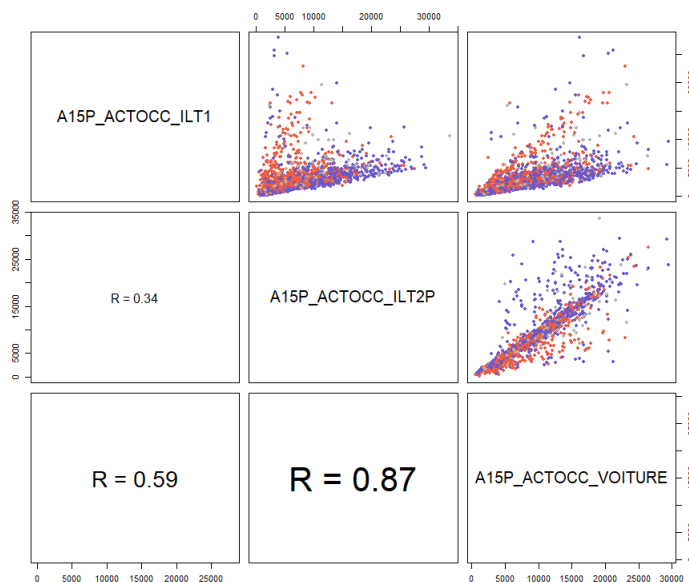 0 5000 10000 20000 30000
A15P_ACTOCC_ILT1
0 5000 15000 25000 35000
R = 0.34
A15P_ACTOCC_ILT2P
R = 0.59
R = 0.87
A15P_ACTOCC_VOITURE
0 5000 10000 15000 20000 25000
0 5000 10000 15000 20000 25000